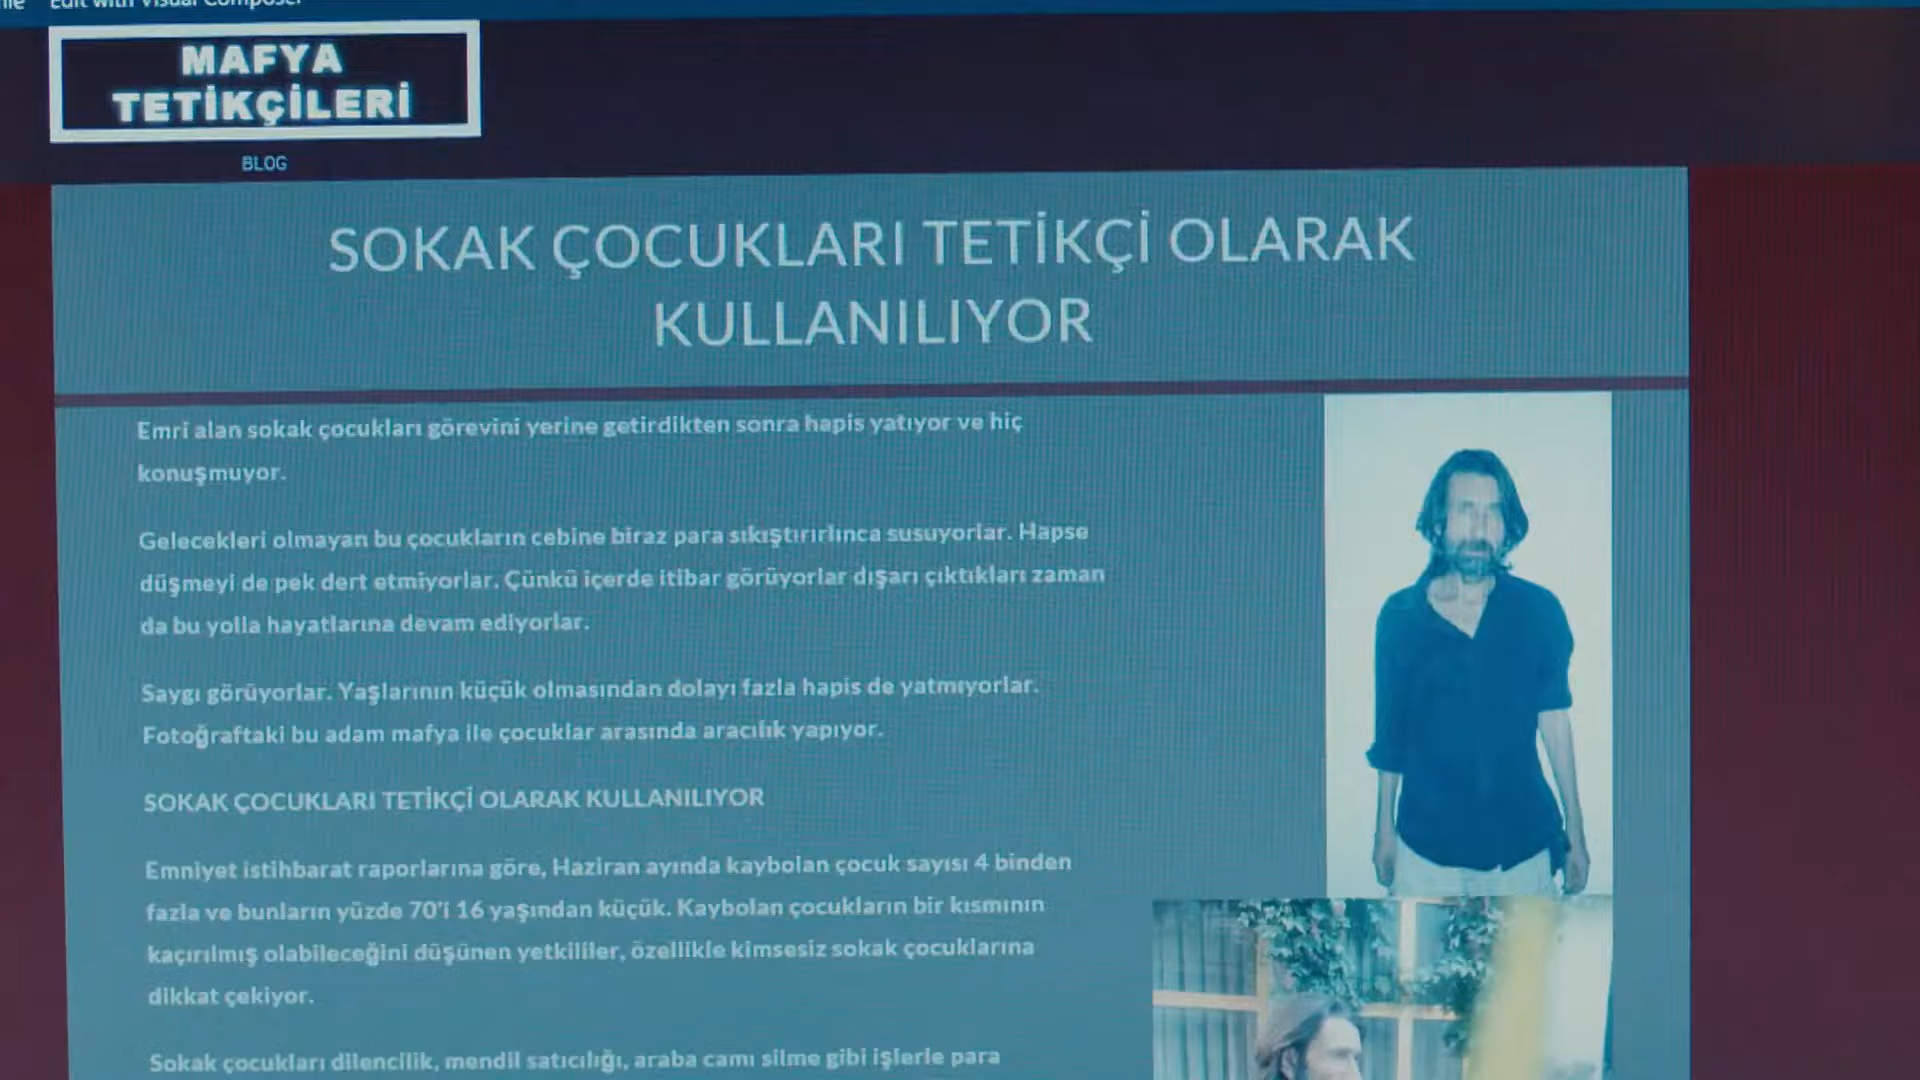 Edit with Visual Composer
MAFYA
TETİKÇİLERİ
BLOG
SOKAK ÇOCUKLARI TETİKÇİ OLARAK
KULLANILIYOR
Emri alan sokak çocukları görevini yerine getirdikten sonra hapis yatıyor ve hiç
konuşmuyor.
Gelecekleri olmayan bu çocukların cebine biraz para sıkıştırırlınca susuyorlar. Hapse
düşmeyi de pek dert etmiyorlar. Çünkü içerde itibar görüyorlar dışarı çıktıkları zaman
da bu yolla hayatlarına devam ediyorlar.
Saygı görüyorlar. Yaşlarının küçük olmasından dolayı fazla hapis de yatmıyorlar.
Fotoğraftaki bu adam mafya ile çocuklar arasında aracılık yapıyor.
SOKAK ÇOCUKLARI TETİKÇİ OLARAK KULLANILIYOR
Emniyet istihbarat raporlarına göre, Haziran ayında kaybolan çocuk sayısı 4 binden
fazla ve bunların yüzde 70'i 16 yaşından küçük. Kaybolan çocukların bir kısmının
kaçırılmış olabileceğini düşünen yetkililer, özellikle kimsesiz sokak çocuklarına
dikkat çekiyor.
Sokak çocukları dilencilik, mendil satıcılığı, araba camı silme gibi işlerle para